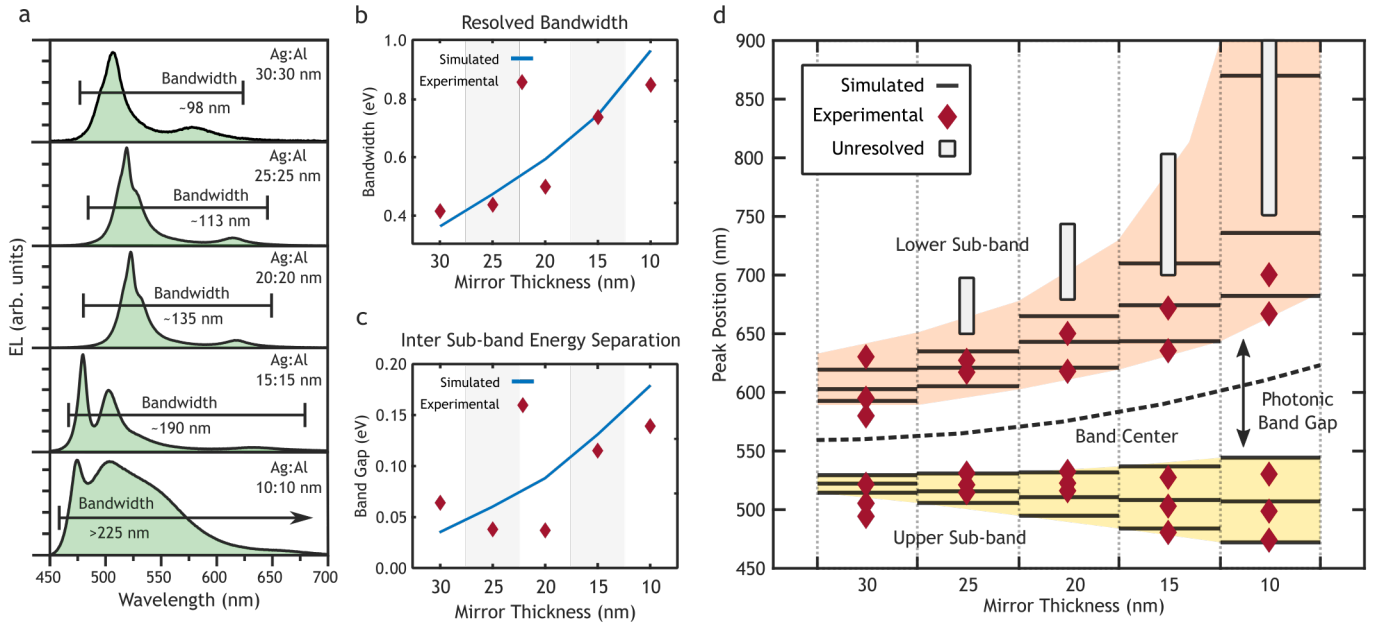 a
Ag:Al
30:30 nm
Bandwidth
~98 nm
Ag:Al
25:25 nm
Bandwidth
~113 nm
Ag:Al
20:20 nm
Bandwidth
~135 nm
Ag:Al
15:15 nm
Bandwidth
~190 nm
Ag:Al
10:10 nm
Bandwidth
>225 nm
EL (arb. units)
450 500 550 600 650 700
Wavelength (nm)
b
Resolved Bandwidth
Simulated
Experimental
1.0
0.8
0.6
0.4
Bandwidth (eV)
30 25 20 15 10
Mirror Thickness (nm)
c
Inter Sub-band Energy Separation
Simulated
Experimental
0.20
0.15
0.10
0.05
0.00
Band Gap (eV)
30 25 20 15 10
Mirror Thickness (nm)
d
900
850
800
750
700
650
600
550
500
450
Peak Position (nm)
Simulated
Experimental
Unresolved
Lower Sub-band
Photonic
Band Gap
Band Center
Upper Sub-band
30 25 20 15 10
Mirror Thickness (nm)